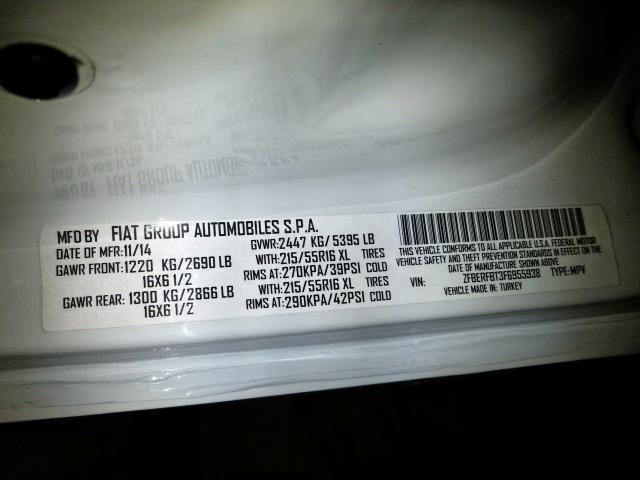 MFD BY FIAT GROUP AUTOMOBILES S.P.A.
DATE OF MFR:11/14 GVWR:2447 KG/5395 LB
GAWR FRONT:1220 KG/2690 LB WITH:215/55R16 XL TIRES
16X6 1/2 RIMS AT:270KPA/39PSI COLD
GAWR REAR: 1300 KG/2866 LB WITH:215/55R16 XL TIRES
16X6 1/2 RIMS AT:290KPA/42PSI COLD
THIS VEHICLE CONFORMS TO ALL APPLICABLE U.S.A. FEDERAL MOTOR
VEHICLE SAFETY AND THEFT PREVENTION STANDARDS IN EFFECT ON THE
DATE OF MANUFACTURE SHOWN ABOVE.
VIN: ZFBERFBT3F6955938 TYPE:MPV
VEHICLE MADE IN: TURKEY